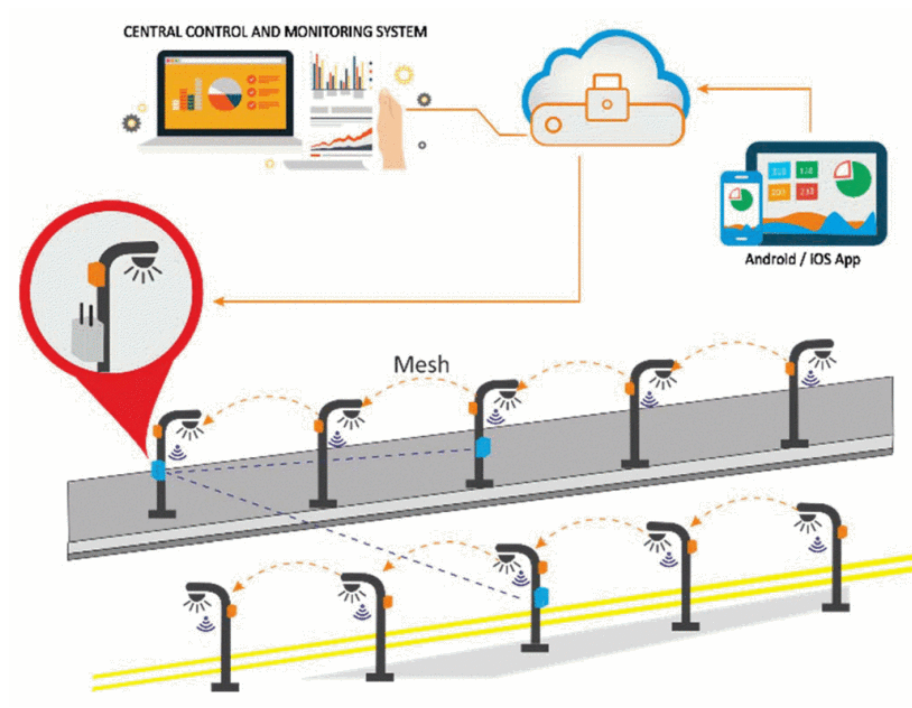 CENTRAL CONTROL AND MONITORING SYSTEM
Android / iOS App
Mesh